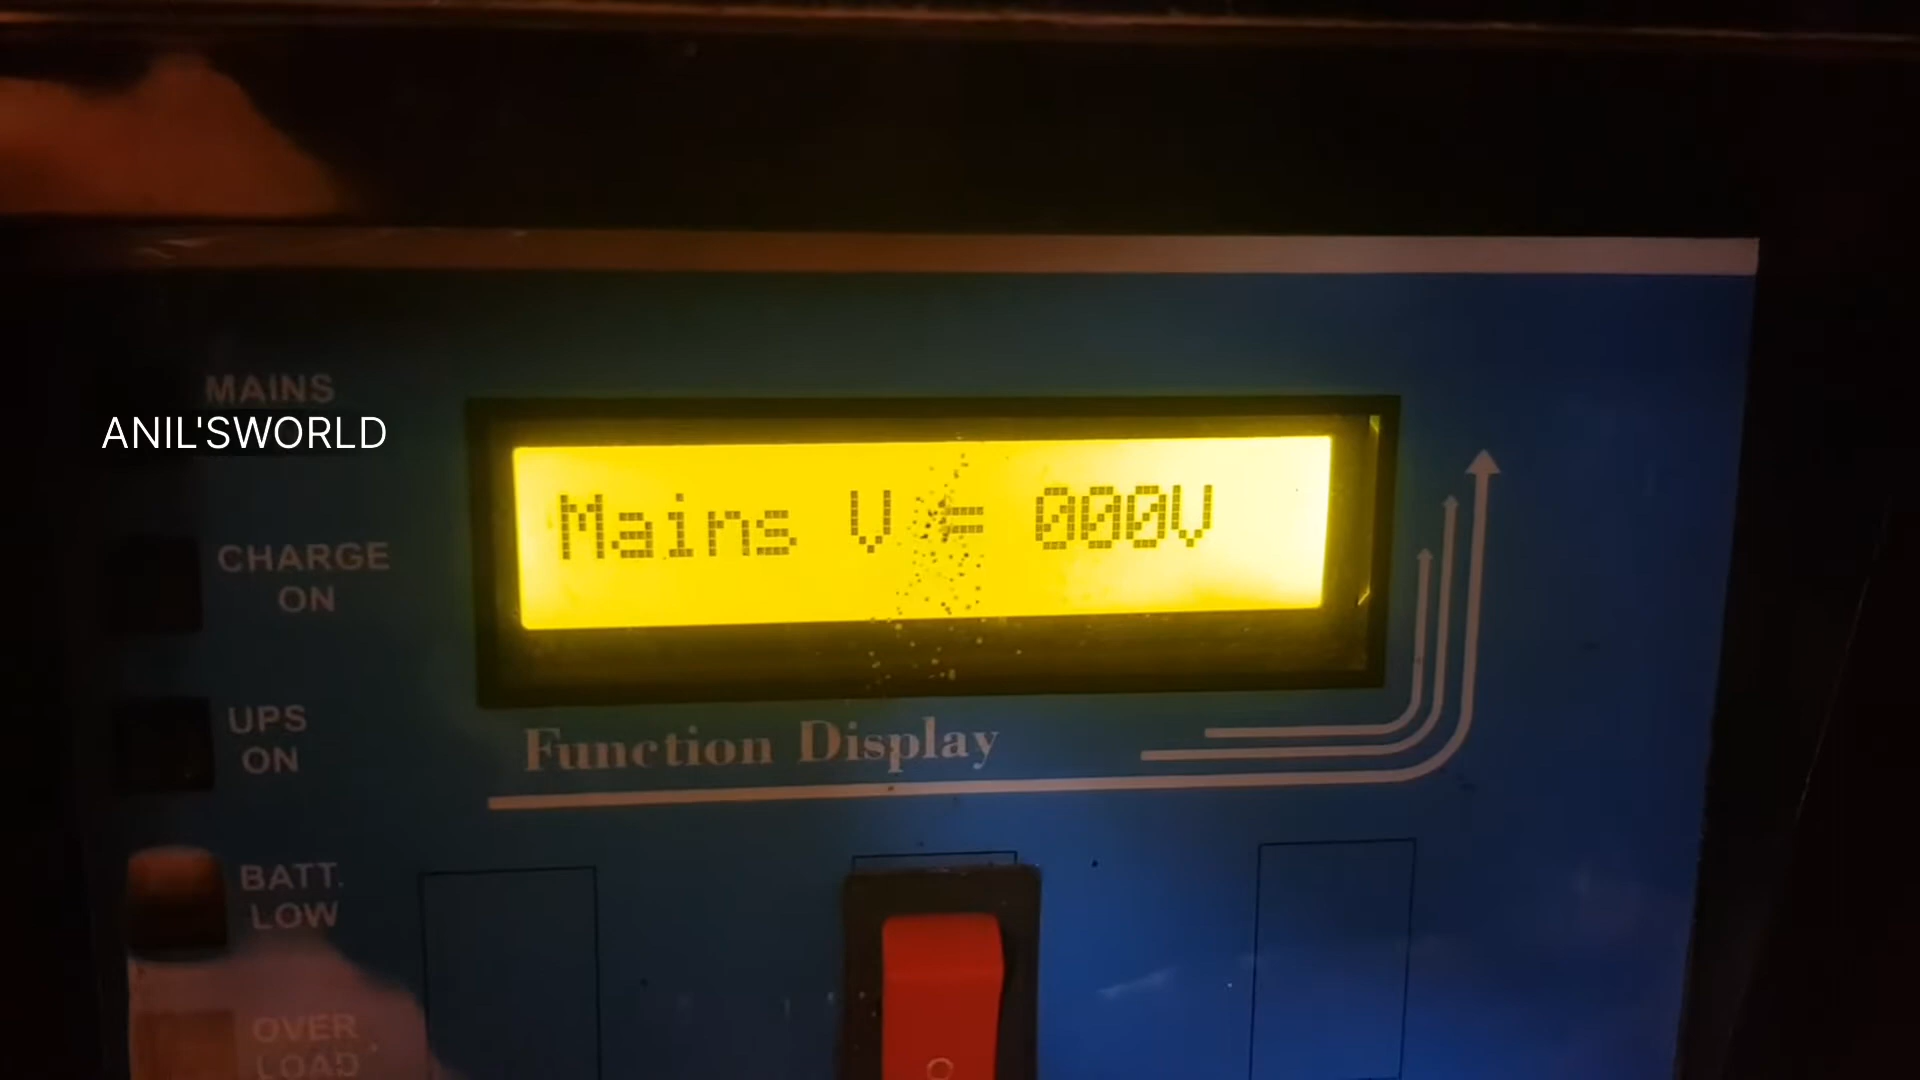 MAINS
ANIL'SWORLD
Mains V = 000V
CHARGE
ON
UPS
ON
Function Display
BATT.
LOW
OVER
LOAD
O